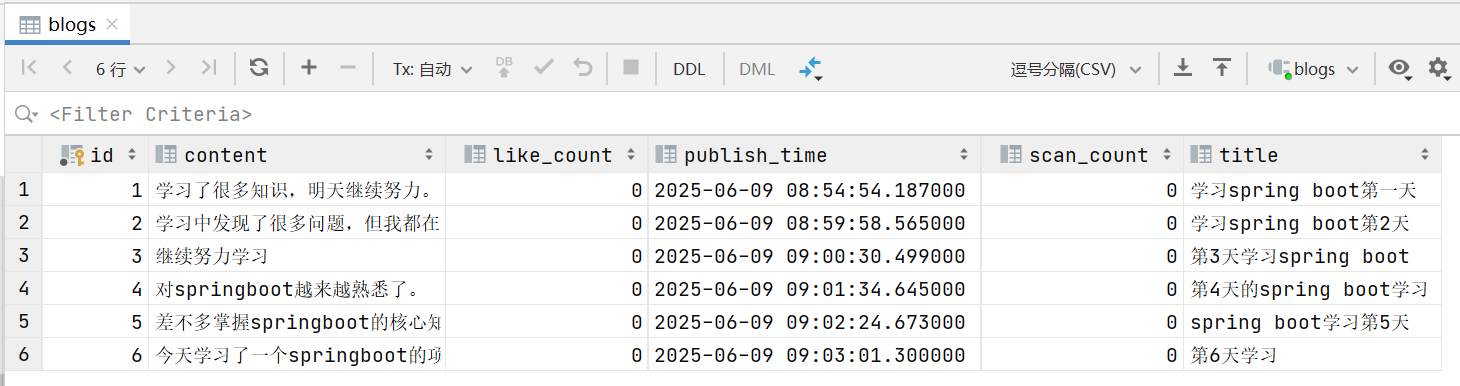 blogs
6 行 Tx: 自动 DB DDL DML 逗号分隔(CSV) blogs
<Filter Criteria>
id content like_count publish_time scan_count title
1 1 学习了很多知识，明天继续努力。 0 2025-06-09 08:54:54.187000 0 学习spring boot第一天
2 2 学习中发现了很多问题，但我都在 0 2025-06-09 08:59:58.565000 0 学习spring boot第2天
3 3 继续努力学习 0 2025-06-09 09:00:30.499000 0 第3天学习spring boot
4 4 对springboot越来越熟悉了。 0 2025-06-09 09:01:34.645000 0 第4天的spring boot学习
5 5 差不多掌握springboot的核心知 0 2025-06-09 09:02:24.673000 0 spring boot学习第5天
6 6 今天学习了一个springboot的项 0 2025-06-09 09:03:01.300000 0 第6天学习